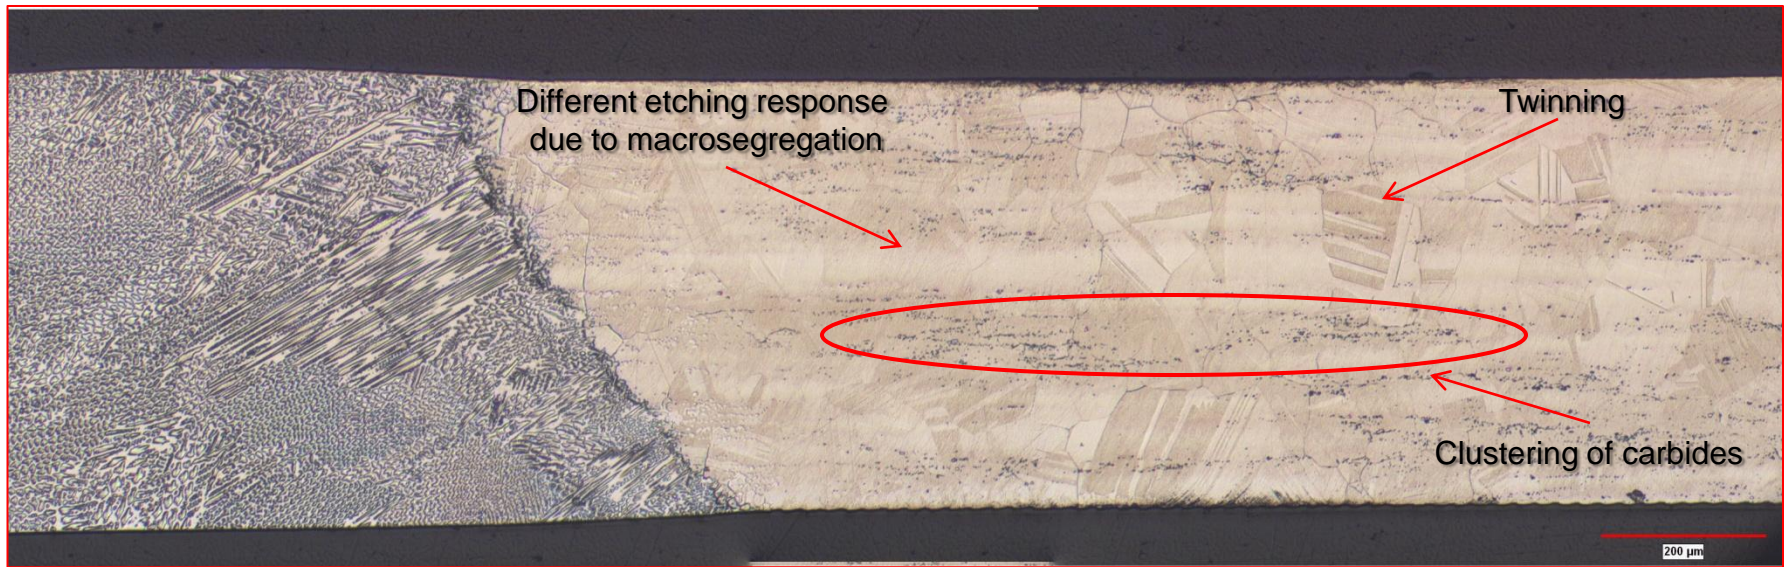 Different etching response
due to macrosegregation
Twinning
Clustering of carbides
200 µm